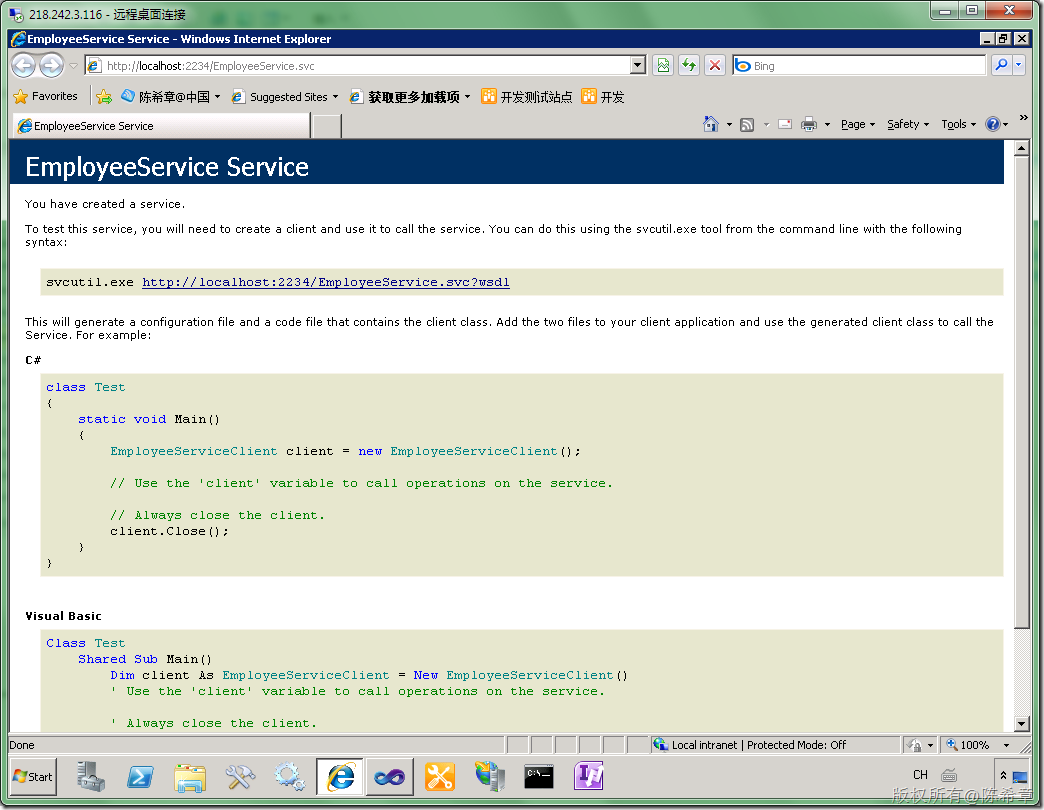 218.242.3.116 - 远程桌面连接
EmployeeService Service - Windows Internet Explorer
http://localhost:2234/EmployeeService.svc
Bing
Favorites
陈希章@中国
Suggested Sites
获取更多加载项
开发测试站点
开发
EmployeeService Service
Page
Safety
Tools
EmployeeService Service
You have created a service.
To test this service, you will need to create a client and use it to call the service. You can do this using the svcutil.exe tool from the command line with the following
syntax:
svcutil.exe http://localhost:2234/EmployeeService.svc?wsdl
This will generate a configuration file and a code file that contains the client class. Add the two files to your client application and use the generated client class to call the
Service. For example:
C#
class Test
{
    static void Main()
    {
        EmployeeServiceClient client = new EmployeeServiceClient();
        // Use the 'client' variable to call operations on the service.
        // Always close the client.
        client.Close();
    }
}
Visual Basic
Class Test
    Shared Sub Main()
        Dim client As EmployeeServiceClient = New EmployeeServiceClient()
        ' Use the 'client' variable to call operations on the service.
        ' Always close the client.
Done
Local intranet | Protected Mode: Off
100%
Start
C:\_
CH
版权所有@陈希章